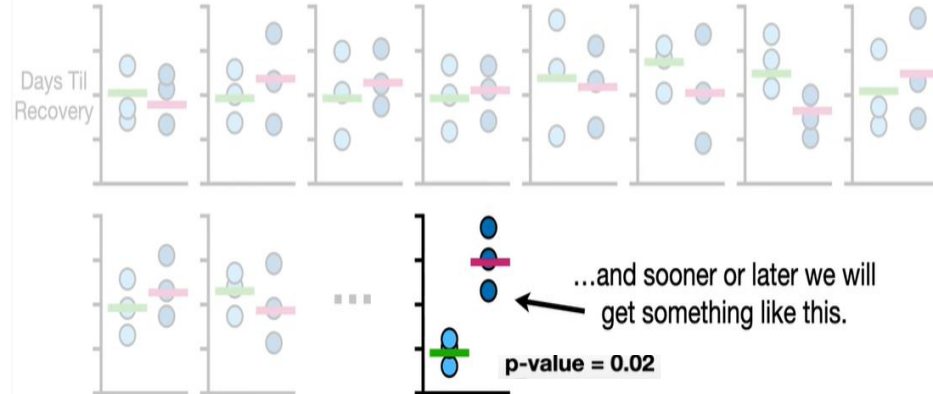 Days Til
Recovery
...and sooner or later we will
get something like this.
p-value = 0.02